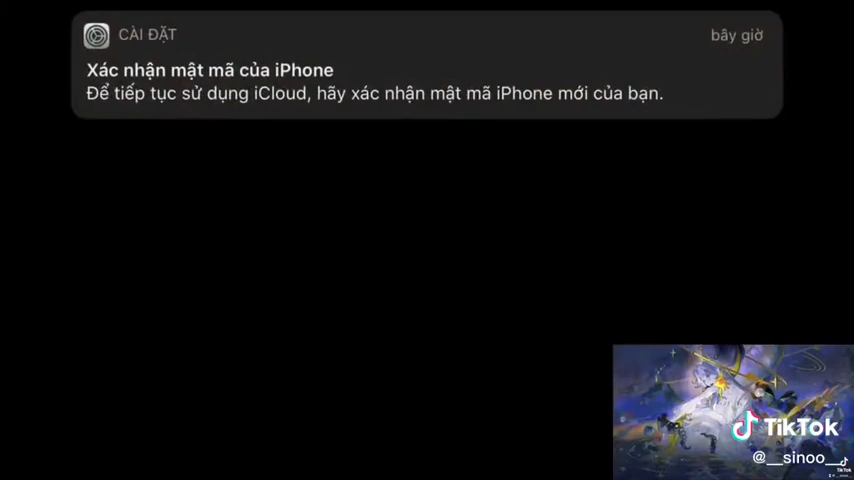 CÀI ĐẶT
bây giờ
Xác nhận mật mã của iPhone
Để tiếp tục sử dụng iCloud, hãy xác nhận mật mã iPhone mới của bạn.
TikTok
@__sinoo__
TikTok